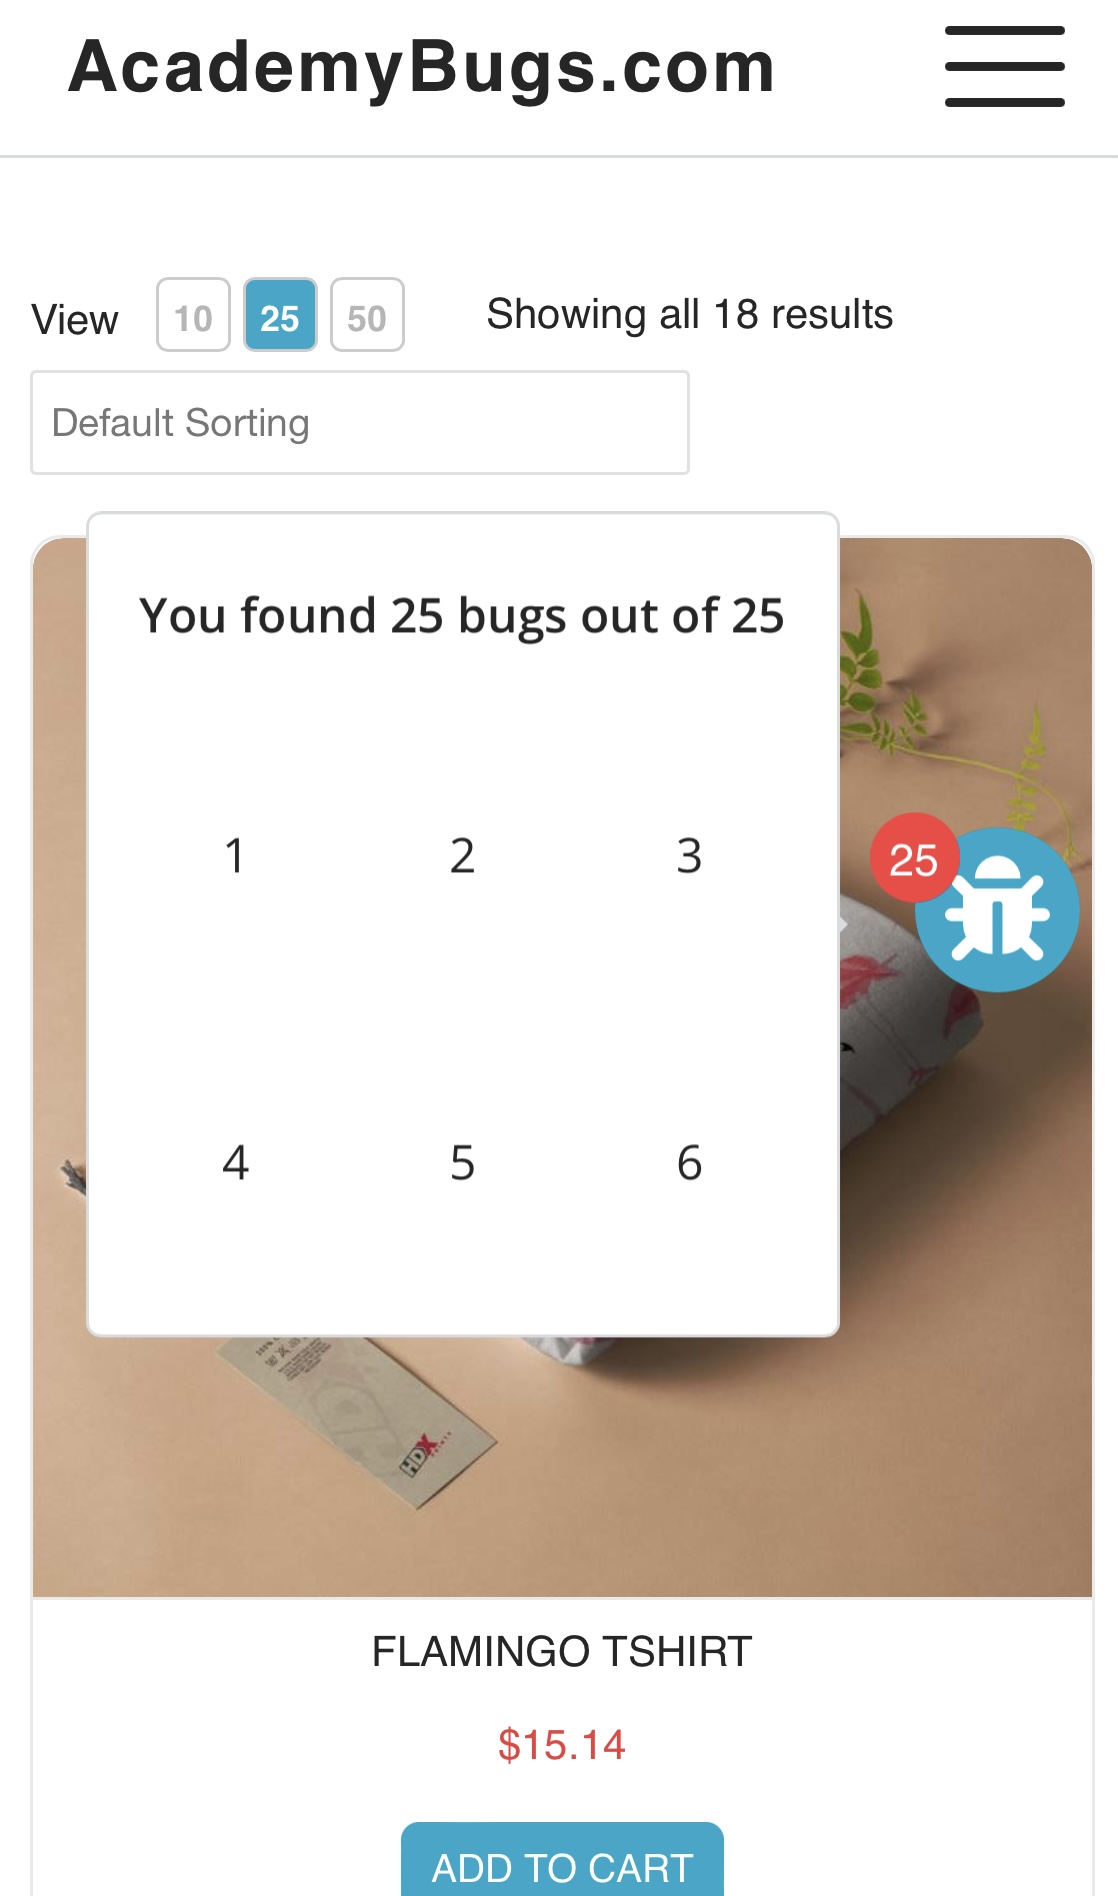 AcademyBugs.com
View 10 25 50 Showing all 18 results
Default Sorting
You found 25 bugs out of 25
1 2 3
25
4 5 6
HDX
FLAMINGO TSHIRT
$15.14
ADD TO CART